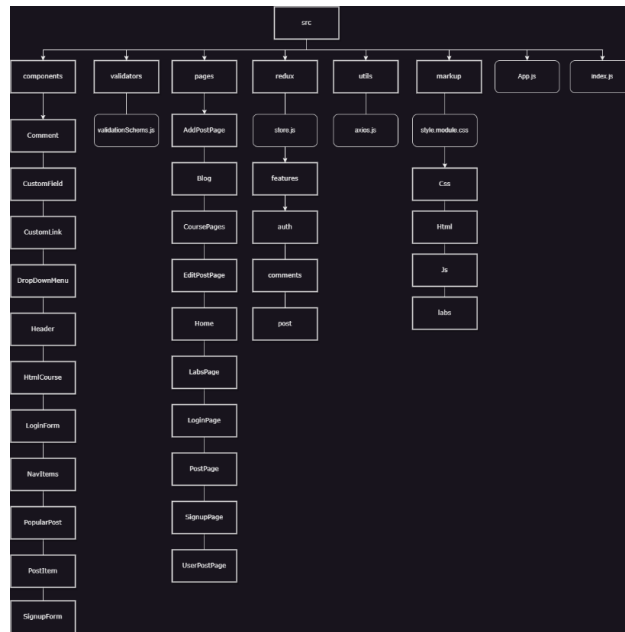 src
components
validators
pages
redux
utils
markup
App.js
index.js
Comment
validationSchems.js
AddPostPage
store.js
axios.js
style.module.css
CustomField
Blog
features
Css
CustomLink
CoursePages
auth
Html
DropDownMenu
EditPostPage
comments
Js
Header
Home
post
labs
HtmlCourse
LabsPage
LoginForm
LoginPage
NavItems
PostPage
PopularPost
SignupPage
PostItem
UserPostPage
SignupForm